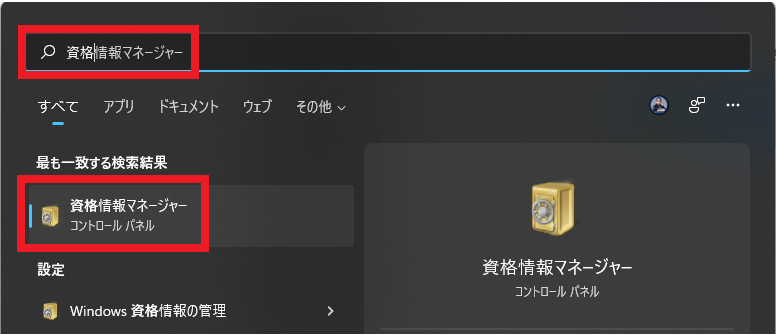 資格情報マネージャー
すべて アプリ ドキュメント ウェブ その他
最も一致する検索結果
資格情報マネージャー
コントロール パネル
設定
Windows 資格情報の管理
資格情報マネージャー
コントロール パネル